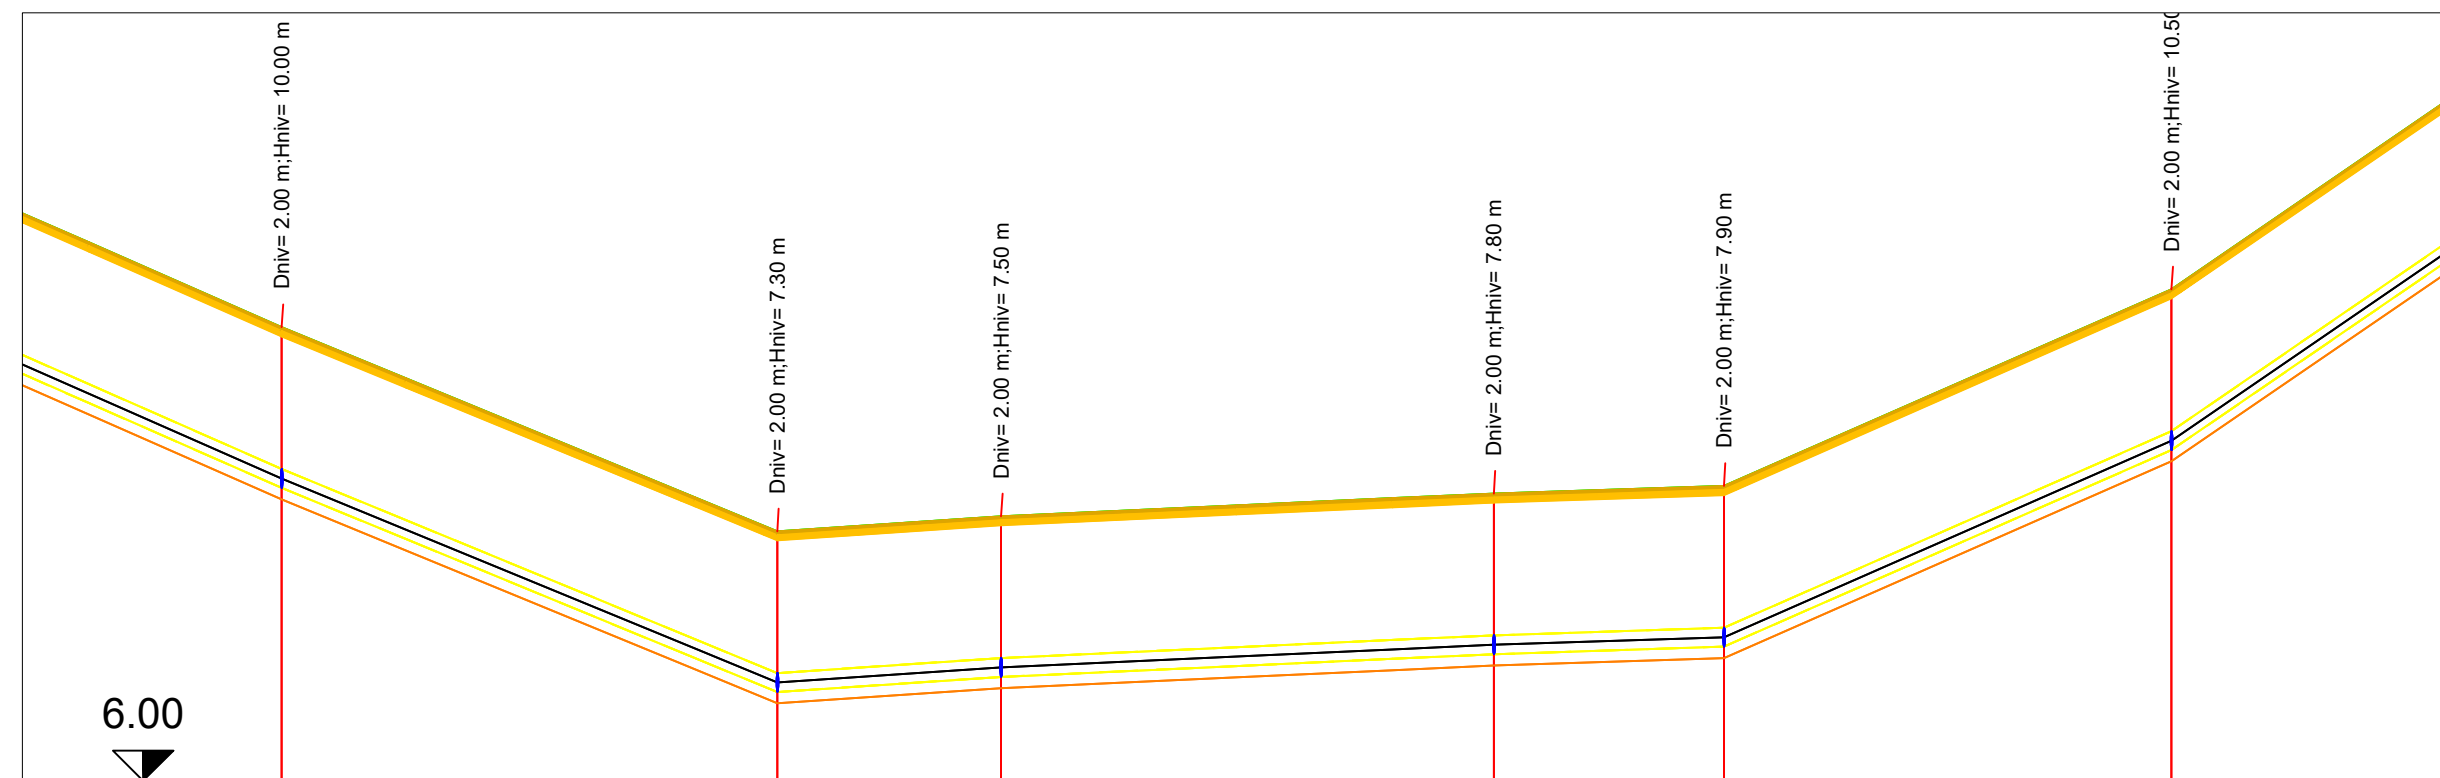 Dniv= 2.00 m;Hniv= 10.00 m
Dniv= 2.00 m;Hniv= 7.30 m
Dniv= 2.00 m;Hniv= 7.50 m
Dniv= 2.00 m;Hniv= 7.80 m
Dniv= 2.00 m;Hniv= 7.90 m
Dniv= 2.00 m;Hniv= 10.50
6.00